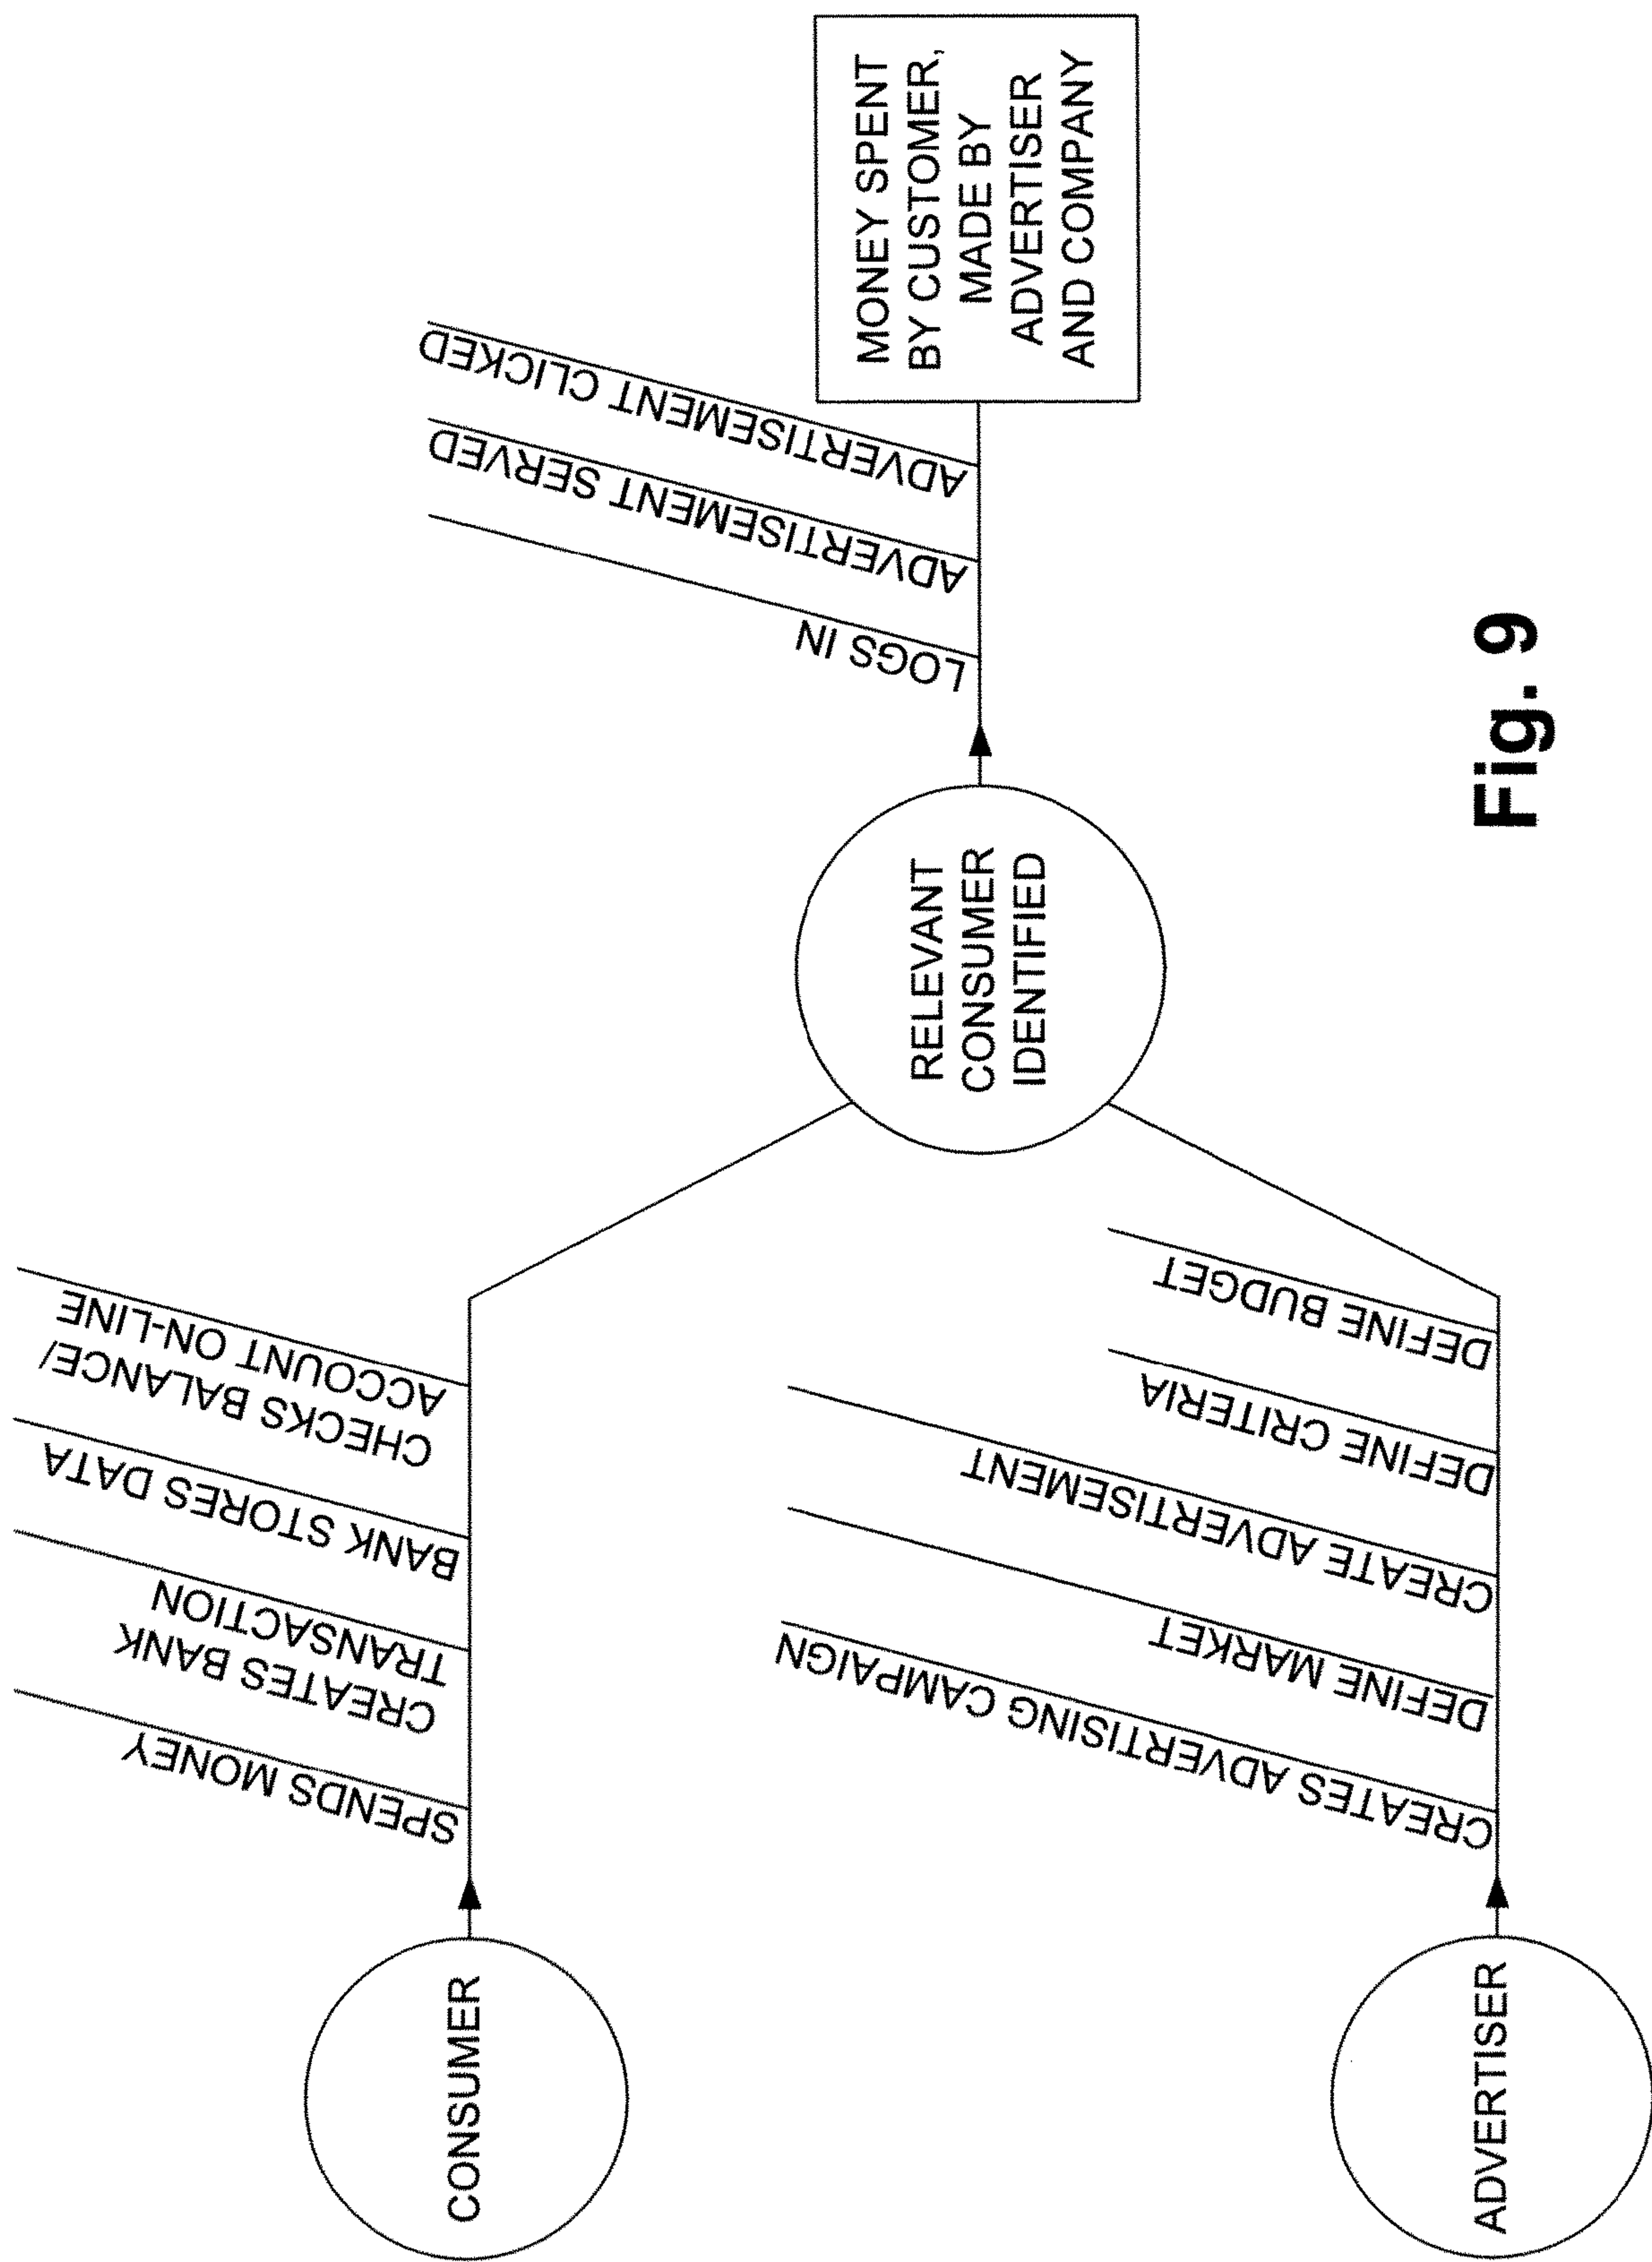 CONSUMER
SPENDS MONEY
CREATES BANK
TRANSACTION
BANK STORES DATA
CHECKS BALANCE/
ACCOUNT ON-LINE
ADVERTISER
CREATES ADVERTISING CAMPAIGN
DEFINE MARKET
CREATE ADVERTISEMENT
DEFINE CRITERIA
DEFINE BUDGET
RELEVANT
CONSUMER
IDENTIFIED
LOGS IN
ADVERTISEMENT SERVED
ADVERTISEMENT CLICKED
MONEY SPENT
BY CUSTOMER,
MADE BY
ADVERTISER
AND COMPANY
Fig. 9